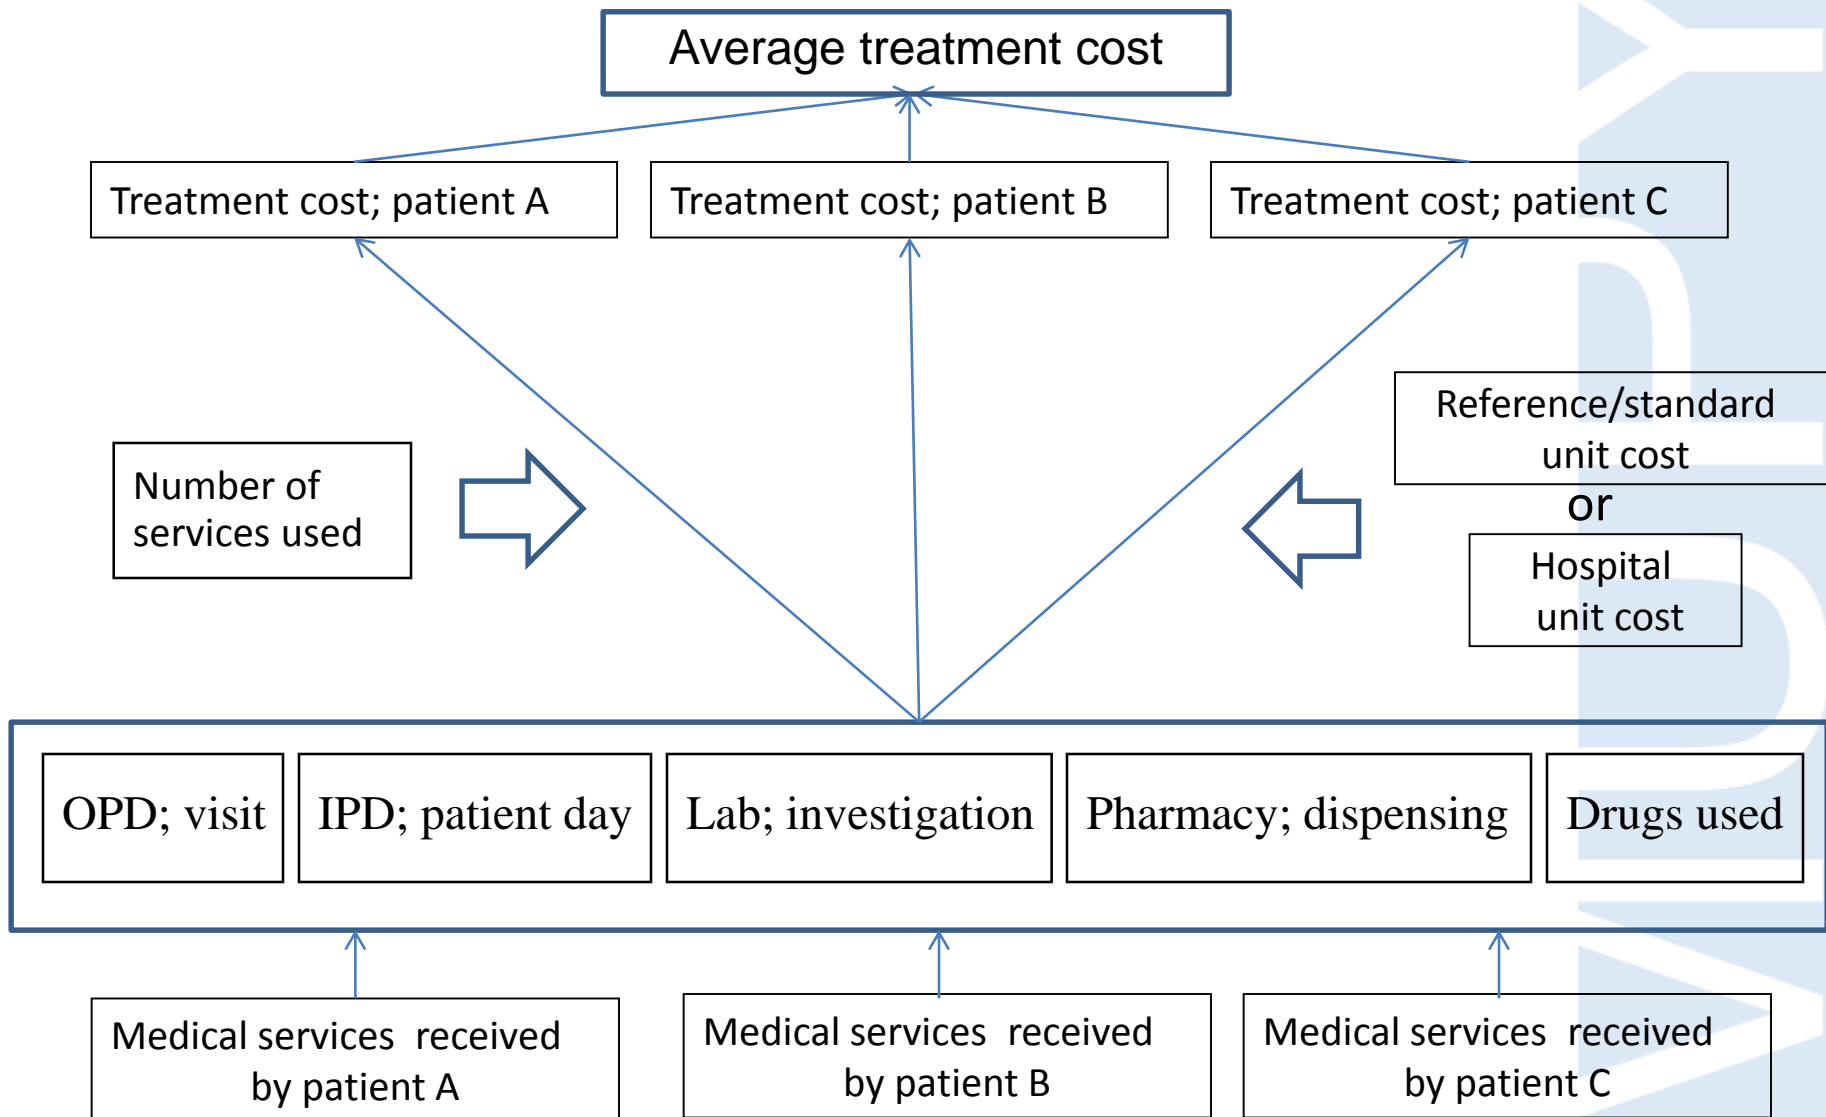 Average treatment cost
Treatment cost; patient A
Treatment cost; patient B
Treatment cost; patient C
Number of
services used
Reference/standard
unit cost
or
Hospital
unit cost
OPD; visit
IPD; patient day
Lab; investigation
Pharmacy; dispensing
Drugs used
Medical services received
by patient A
Medical services received
by patient B
Medical services received
by patient C